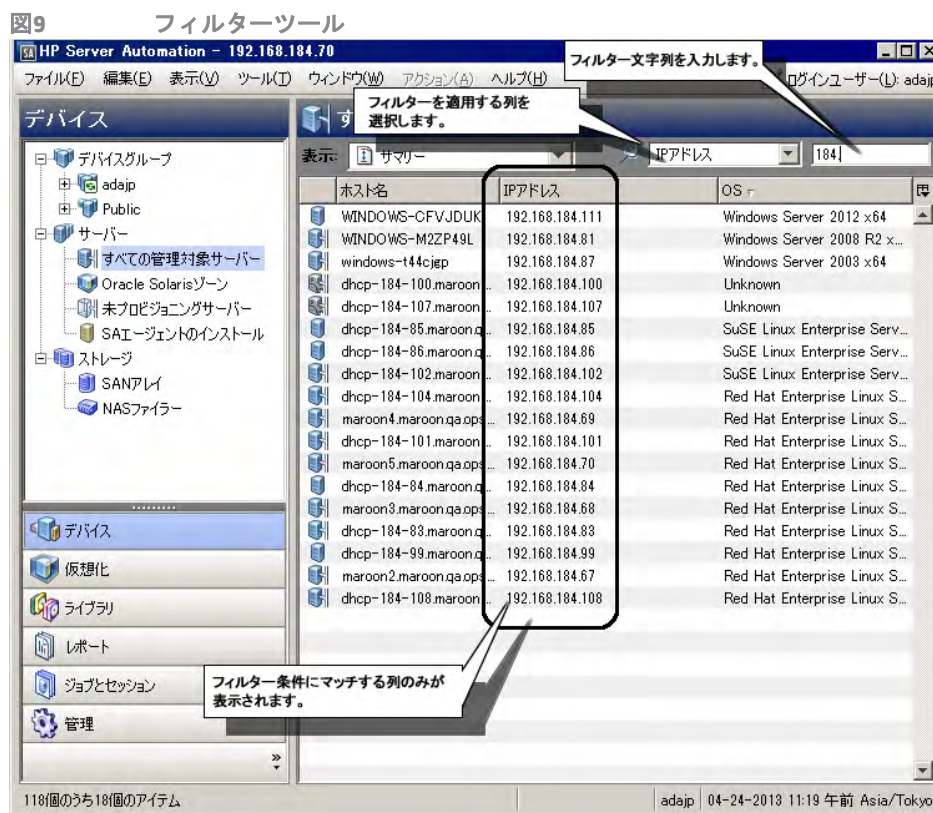 図9 フィルターツール
HP Server Automation - 192.168.184.70
フィルター文字列を入力します。
ファイル(F) 編集(E) 表示(V) ツール(T) ウィンドウ(W) アクション(A) ヘルプ(H) ログインユーザー(L): adajp
フィルターを適用する列を
選択します。
デバイス
す
表示: サマリー IPアドレス 184.
デバイスグループ
adajp
Public
サーバー
すべての管理対象サーバー
Oracle Solarisゾーン
未プロビジョニングサーバー
SAエージェントのインストール
ストレージ
SANアレイ
NASファイラー
デバイス
仮想化
ライブラリ
レポート
ジョブとセッション
管理
ホスト名 IPアドレス OS
WINDOWS-CFVJDUK 192.168.184.111 Windows Server 2012 x64
WINDOWS-M2ZP49L 192.168.184.81 Windows Server 2008 R2 x...
windows-t44cjgp 192.168.184.87 Windows Server 2003 x64
dhcp-184-100.maroon... 192.168.184.100 Unknown
dhcp-184-107.maroon... 192.168.184.107 Unknown
dhcp-184-85.maroon.q... 192.168.184.85 SuSE Linux Enterprise Serv...
dhcp-184-86.maroon.q... 192.168.184.86 SuSE Linux Enterprise Serv...
dhcp-184-102.maroon... 192.168.184.102 SuSE Linux Enterprise Serv...
dhcp-184-104.maroon... 192.168.184.104 Red Hat Enterprise Linux S...
maroon4.maroon.qa.ops... 192.168.184.69 Red Hat Enterprise Linux S...
dhcp-184-101.maroon... 192.168.184.101 Red Hat Enterprise Linux S...
maroon5.maroon.qa.ops... 192.168.184.70 Red Hat Enterprise Linux S...
dhcp-184-84.maroon.q... 192.168.184.84 Red Hat Enterprise Linux S...
maroon3.maroon.qa.ops... 192.168.184.68 Red Hat Enterprise Linux S...
dhcp-184-83.maroon.q... 192.168.184.83 Red Hat Enterprise Linux S...
dhcp-184-99.maroon.q... 192.168.184.99 Red Hat Enterprise Linux S...
maroon2.maroon.qa.ops... 192.168.184.67 Red Hat Enterprise Linux S...
dhcp-184-108.maroon... 192.168.184.108 Red Hat Enterprise Linux S...
フィルター条件にマッチする列のみが
表示されます。
118個のうち18個のアイテム adajp 04-24-2013 11:19 午前 Asia/Tokyo